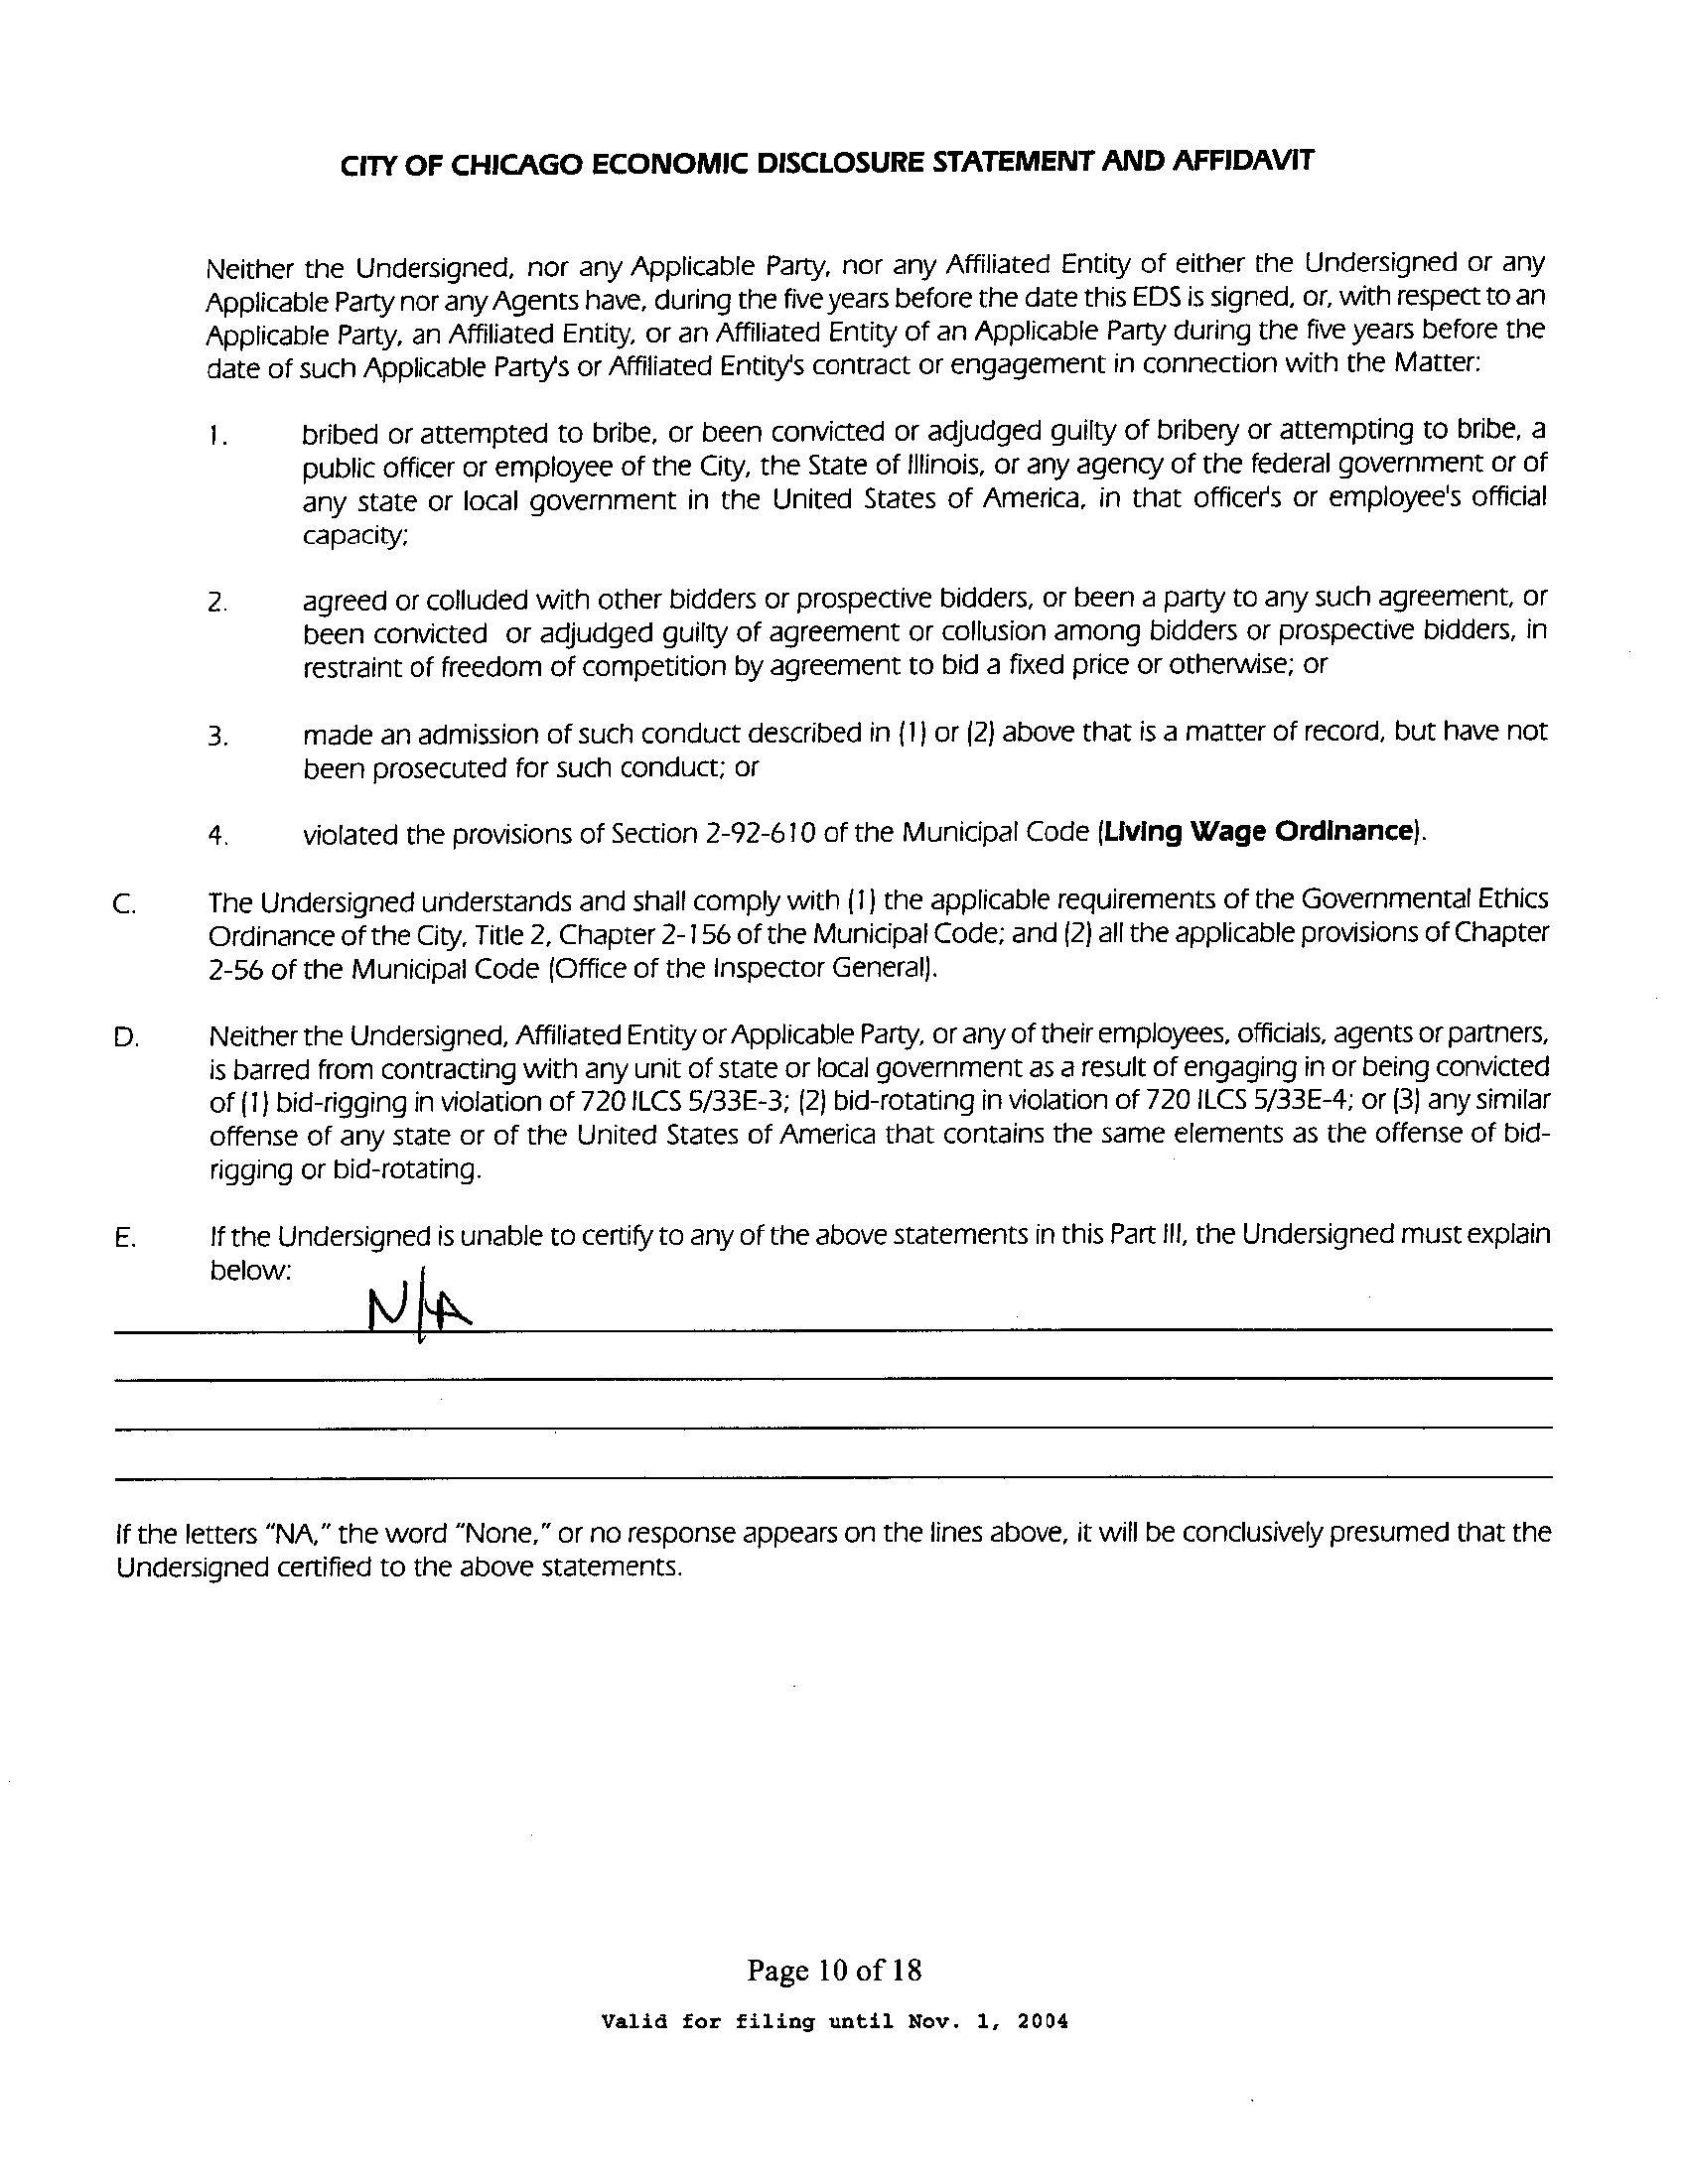 CITY OF CHICAGO ECONOMIC DISCLOSURE STATEMENT AND AFFIDAVIT
Neither the Undersigned, nor any Applicable Party, nor any Affiliated Entity of either the Undersigned or any
Applicable Party nor any Agents have, during the five years before the date this EDS is signed, or, with respect to an
Applicable Party, an Affiliated Entity, or an Affiliated Entity of an Applicable Party during the five years before the
date of such Applicable Party's or Affiliated Entity's contract or engagement in connection with the Matter:
1. bribed or attempted to bribe, or been convicted or adjudged guilty of bribery or attempting to bribe, a
public officer or employee of the City, the State of Illinois, or any agency of the federal government or of
any state or local government in the United States of America, in that officer's or employee's official
capacity;
2. agreed or colluded with other bidders or prospective bidders, or been a party to any such agreement, or
been convicted or adjudged guilty of agreement or collusion among bidders or prospective bidders, in
restraint of freedom of competition by agreement to bid a fixed price or otherwise; or
3. made an admission of such conduct described in (1) or (2) above that is a matter of record, but have not
been prosecuted for such conduct; or
4. violated the provisions of Section 2-92-610 of the Municipal Code (Living Wage Ordinance).
C. The Undersigned understands and shall comply with (1) the applicable requirements of the Governmental Ethics
Ordinance of the City, Title 2, Chapter 2-156 of the Municipal Code; and (2) all the applicable provisions of Chapter
2-56 of the Municipal Code (Office of the Inspector General).
D. Neither the Undersigned, Affiliated Entity or Applicable Party, or any of their employees, officials, agents or partners,
is barred from contracting with any unit of state or local government as a result of engaging in or being convicted
of (1) bid-rigging in violation of 720 ILCS 5/33E-3; (2) bid-rotating in violation of 720 ILCS 5/33E-4; or (3) any similar
offense of any state or of the United States of America that contains the same elements as the offense of bid-
rigging or bid-rotating.
E. If the Undersigned is unable to certify to any of the above statements in this Part III, the Undersigned must explain
below:
N/A
If the letters "NA," the word "None," or no response appears on the lines above, it will be conclusively presumed that the
Undersigned certified to the above statements.
Page 10 of 18
Valid for filing until Nov. 1, 2004